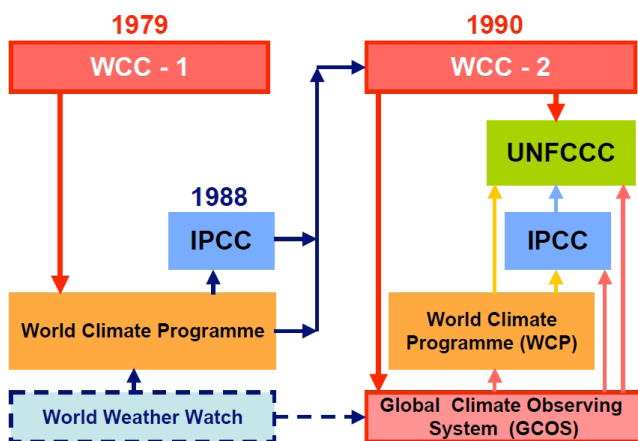 1979
1990
WCC - 1
WCC - 2
UNFCCC
1988
IPCC
IPCC
World Climate Programme
World Climate
Programme (WCP)
World Weather Watch
Global Climate Observing
System (GCOS)